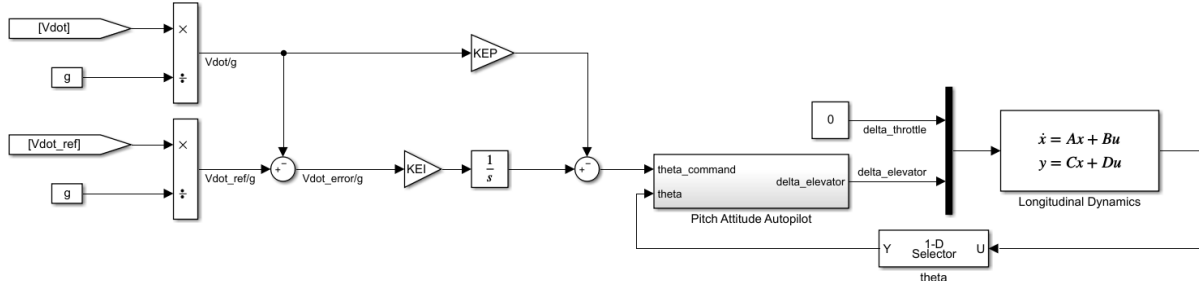 [Vdot]
×
÷
g
Vdot/g
KEP
[Vdot_ref]
×
÷
g
Vdot_ref/g
−
+
Vdot_error/g
KEI
1
s
−
+
theta_command
theta
delta_elevator
Pitch Attitude Autopilot
0
delta_throttle
delta_elevator
ẋ = Ax + Bu
y = Cx + Du
Longitudinal Dynamics
Y
1-D
Selector
U
theta